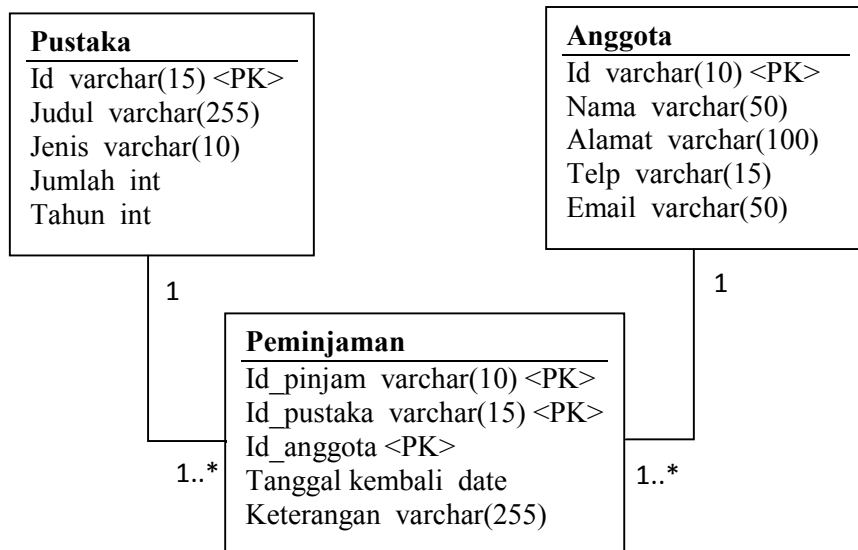 Pustaka
Id varchar(15) <PK>
Judul varchar(255)
Jenis varchar(10)
Jumlah int
Tahun int
Anggota
Id varchar(10) <PK>
Nama varchar(50)
Alamat varchar(100)
Telp varchar(15)
Email varchar(50)
1
1
Peminjaman
Id_pinjam varchar(10) <PK>
Id_pustaka varchar(15) <PK>
Id_anggota <PK>
Tanggal kembali date
Keterangan varchar(255)
1..*
1..*